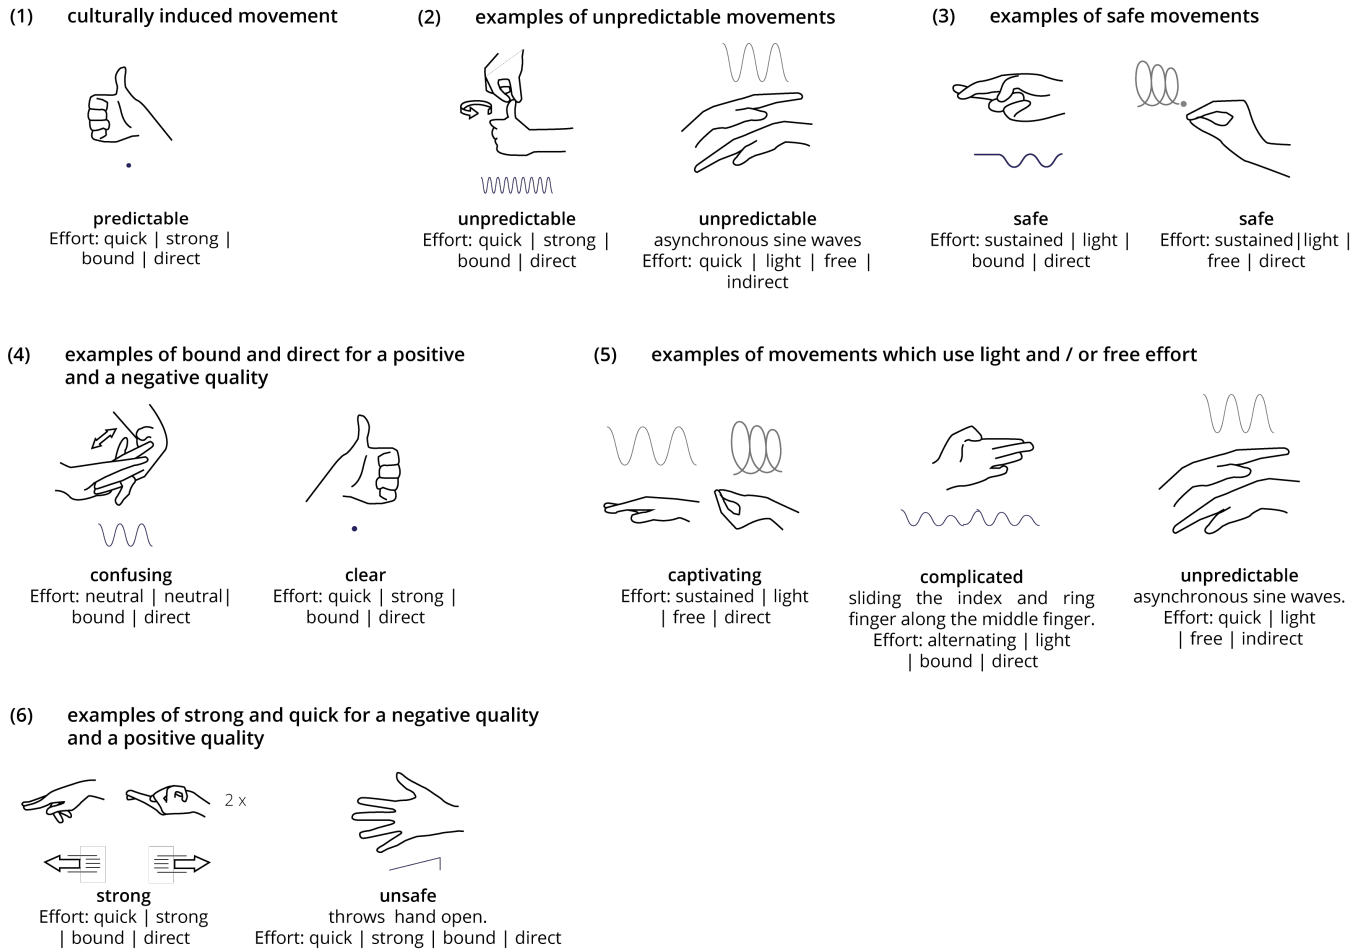 (1) culturally induced movement
predictable
Effort: quick | strong |
bound | direct
(2) examples of unpredictable movements
unpredictable
Effort: quick | strong |
bound | direct
unpredictable
asynchronous sine waves
Effort: quick | light | free |
indirect
(3) examples of safe movements
safe
Effort: sustained | light |
bound | direct
safe
Effort: sustained|light |
free | direct
(4) examples of bound and direct for a positive
and a negative quality
confusing
Effort: neutral | neutral|
bound | direct
clear
Effort: quick | strong |
bound | direct
(5) examples of movements which use light and / or free effort
captivating
Effort: sustained | light
| free | direct
complicated
sliding the index and ring
finger along the middle finger.
Effort: alternating | light
| bound | direct
unpredictable
asynchronous sine waves.
Effort: quick | light
| free | indirect
(6) examples of strong and quick for a negative quality
and a positive quality
2 x
strong
Effort: quick | strong
| bound | direct
unsafe
throws hand open.
Effort: quick | strong | bound | direct